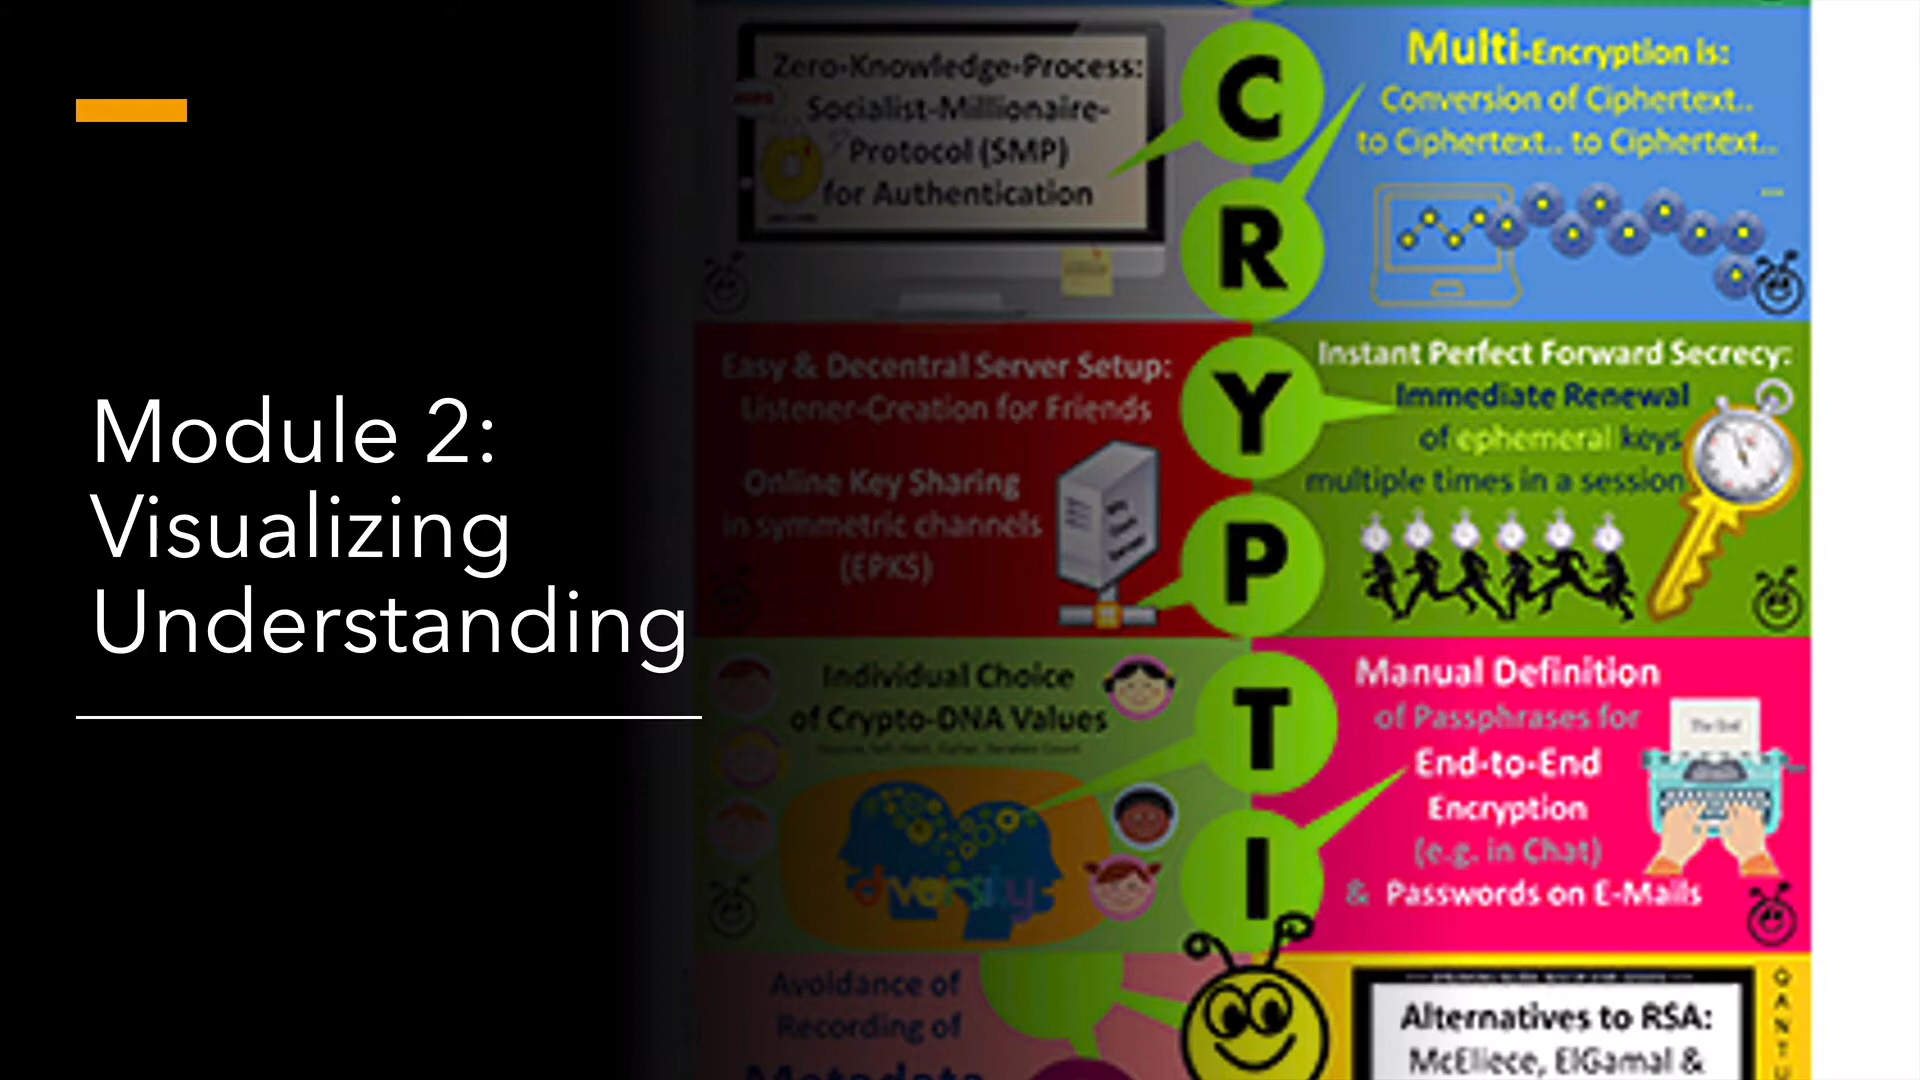 Module 2:
Visualizing
Understanding
Zero-Knowledge-Process:
Socialist-Millionaire-
Protocol (SMP)
for Authentication
C
Multi-Encryption is:
Conversion of Ciphertext..
to Ciphertext.. to Ciphertext..
R
Easy & Decentral Server Setup:
Listener-Creation for Friends
Online Key Sharing
in symmetric channels
(EPKS)
Y
Instant Perfect Forward Secrecy:
Immediate Renewal
of ephemeral keys
multiple times in a session
P
Individual Choice
of Crypto-DNA Values
diversity
T
Manual Definition
of Passphrases for
End-to-End
Encryption
(e.g. in Chat)
& Passwords on E-Mails
The End
I
Avoidance of
Recording of
Metadata
Alternatives to RSA:
McEliece, ElGamal &